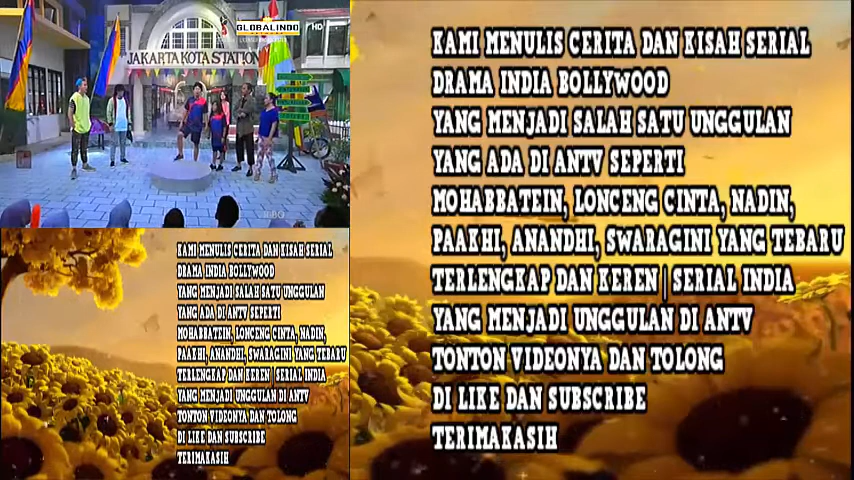 GLOBALINDO
HD
JAKARTA KOTA STATION
KAMI MENULIS CERITA DAN KISAH SERIAL
DRAMA INDIA BOLLYWOOD
YANG MENJADI SALAH SATU UNGGULAN
YANG ADA DI ANTV SEPERTI
MOHABBATEIN, LONCENG CINTA, NADIN,
PAAKHI, ANANDHI, SWARAGINI YANG TEBARU
TERLENGKAP DAN KEREN | SERIAL INDIA
YANG MENJADI UNGGULAN DI ANTV
TONTON VIDEONYA DAN TOLONG
DI LIKE DAN SUBSCRIBE
TERIMAKASIH
KAMI MENULIS CERITA DAN KISAH SERIAL
DRAMA INDIA BOLLYWOOD
YANG MENJADI SALAH SATU UNGGULAN
YANG ADA DI ANTV SEPERTI
MOHABBATEIN, LONCENG CINTA, NADIN,
PAAKHI, ANANDHI, SWARAGINI YANG TEBARU
TERLENGKAP DAN KEREN | SERIAL INDIA
YANG MENJADI UNGGULAN DI ANTV
TONTON VIDEONYA DAN TOLONG
DI LIKE DAN SUBSCRIBE
TERIMAKASIH